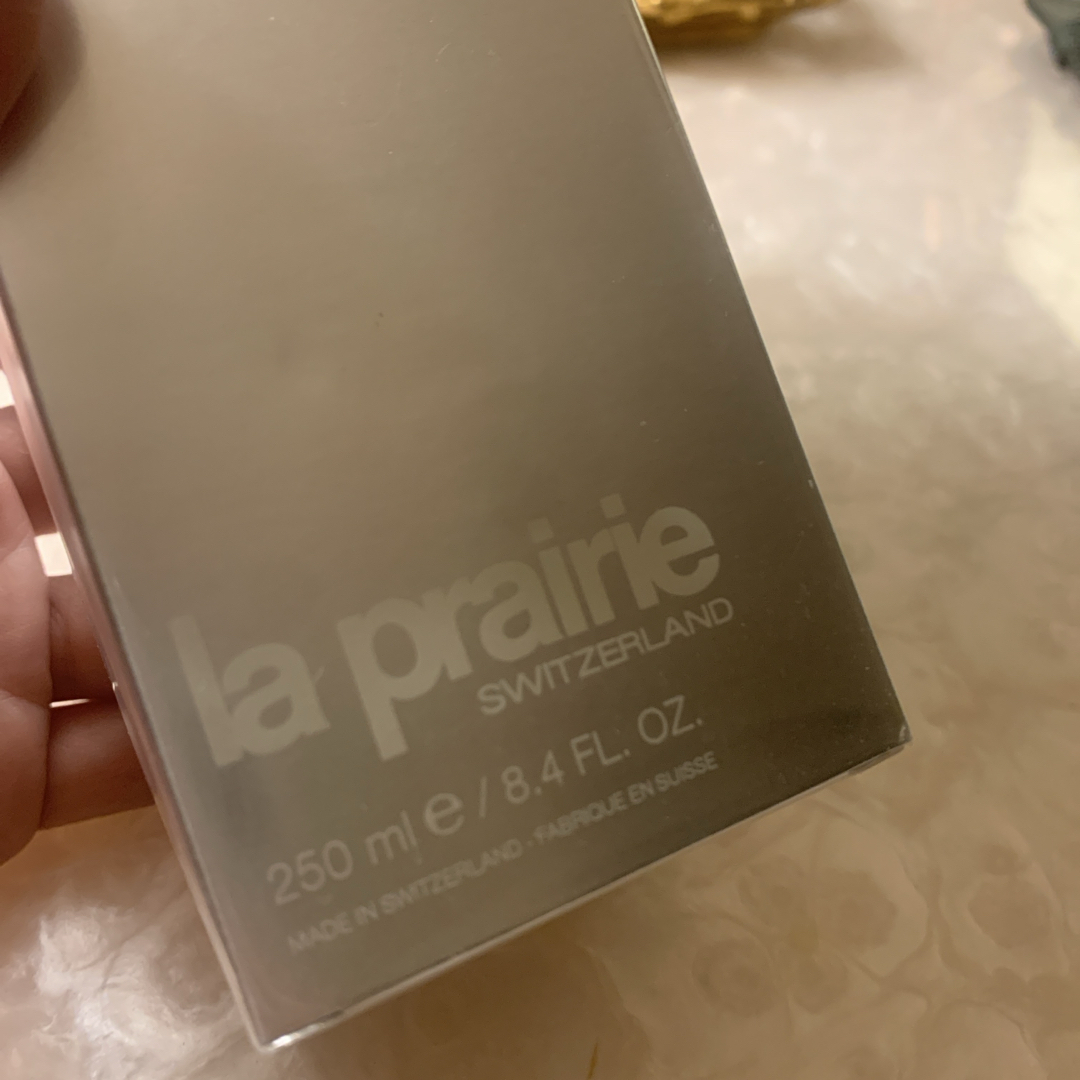 la prairie
SWITZERLAND
250 ml e / 8.4 FL. OZ.
MADE IN SWITZERLAND - FABRIQUE EN SUISSE